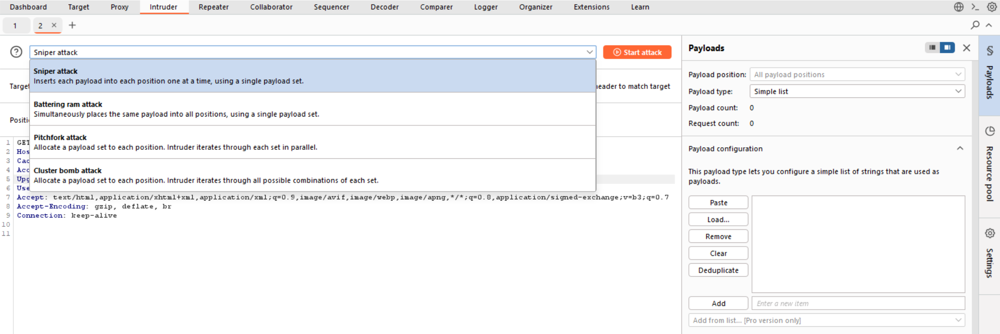 Dashboard Target Proxy Intruder Repeater Collaborator Sequencer Decoder Comparer Logger Organizer Extensions Learn
1 2 × +
Sniper attack
Start attack
Sniper attack
Inserts each payload into each position one at a time, using a single payload set.
Battering ram attack
Simultaneously places the same payload into all positions, using a single payload set.
Pitchfork attack
Allocate a payload set to each position. Intruder iterates through each set in parallel.
Cluster bomb attack
Allocate a payload set to each position. Intruder iterates through all possible combinations of each set.
Target header to match target
Positi
1 GET
2 Hos
3 Cac
4 Acc
5 Upg
6 Use
7 Accept: text/html,application/xhtml+xml,application/xml;q=0.9,image/avif,image/webp,image/apng,*/*;q=0.8,application/signed-exchange;v=b3;q=0.7
8 Accept-Encoding: gzip, deflate, br
9 Connection: keep-alive
10
11
Payloads
Payload position: All payload positions
Payload type: Simple list
Payload count: 0
Request count: 0
Payload configuration
This payload type lets you configure a simple list of strings that are used as
payloads.
Paste
Load...
Remove
Clear
Deduplicate
Add Enter a new item
Add from list... [Pro version only]
§ Payloads
Resource pool
Settings